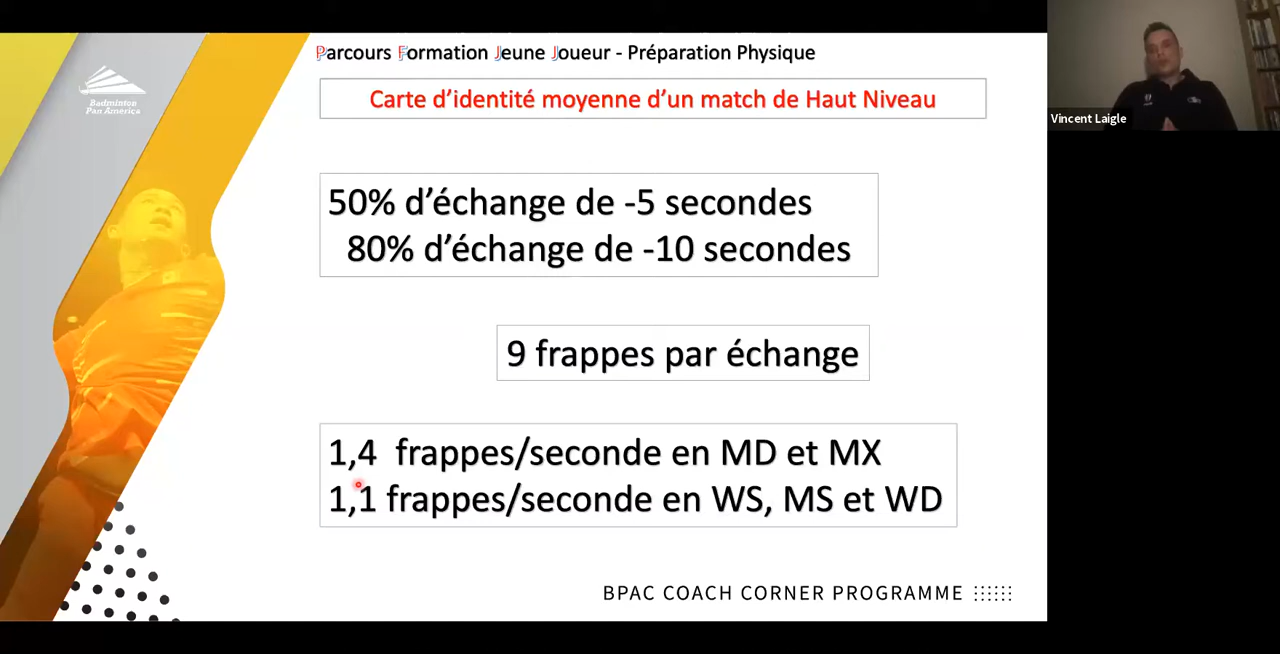 Parcours Formation Jeune Joueur - Préparation Physique
Carte d'identité moyenne d'un match de Haut Niveau
Badminton
Pan America
Vincent Laigle
50% d'échange de -5 secondes
80% d'échange de -10 secondes
9 frappes par échange
1,4 frappes/seconde en MD et MX
1,1 frappes/seconde en WS, MS et WD
BPAC COACH CORNER PROGRAMME